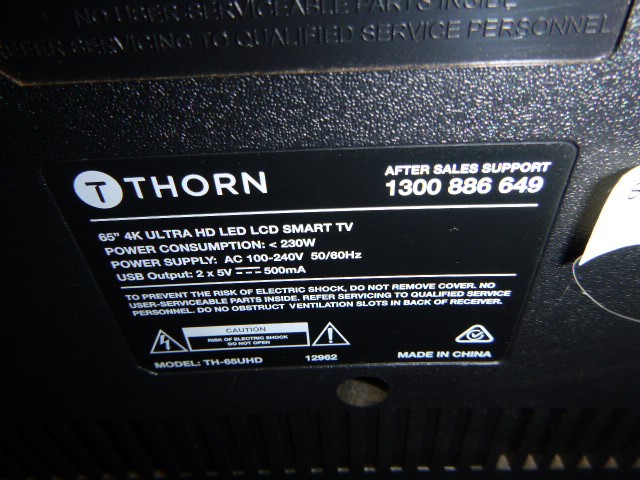 NO USER-SERVICEABLE PARTS INSIDE
REFER SERVICING TO QUALIFIED SERVICE PERSONNEL
T THORN
AFTER SALES SUPPORT
1300 886 649
65" 4K ULTRA HD LED LCD SMART TV
POWER CONSUMPTION: < 230W
POWER SUPPLY: AC 100-240V 50/60Hz
USB Output: 2 x 5V ⎓ 500mA
TO PREVENT THE RISK OF ELECTRIC SHOCK, DO NOT REMOVE COVER. NO
USER-SERVICEABLE PARTS INSIDE. REFER SERVICING TO QUALIFIED SERVICE
PERSONNEL. DO NO OBSTRUCT VENTILATION SLOTS IN BACK OF RECEIVER.
CAUTION
RISK OF ELECTRIC SHOCK
DO NOT OPEN
MODEL: TH-65UHD 12962 MADE IN CHINA